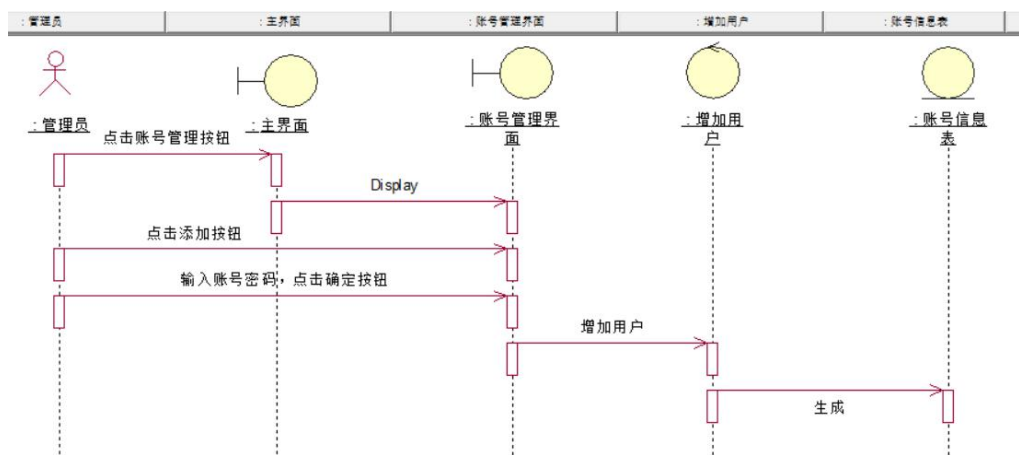 : 管理员
: 主界面
: 账号管理界面
: 增加用户
: 账号信息表
: 管理员
: 主界面
: 账号管理界
面
: 增加用
户
: 账号信息
表
点击账号管理按钮
Display
点击添加按钮
输入账号密码，点击确定按钮
增加用户
生成